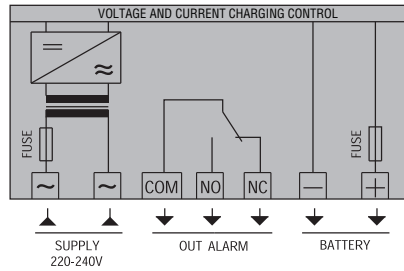 VOLTAGE AND CURRENT CHARGING CONTROL
FUSE
FUSE
~ ~ COM NO NC − +
SUPPLY OUT ALARM BATTERY
220-240V